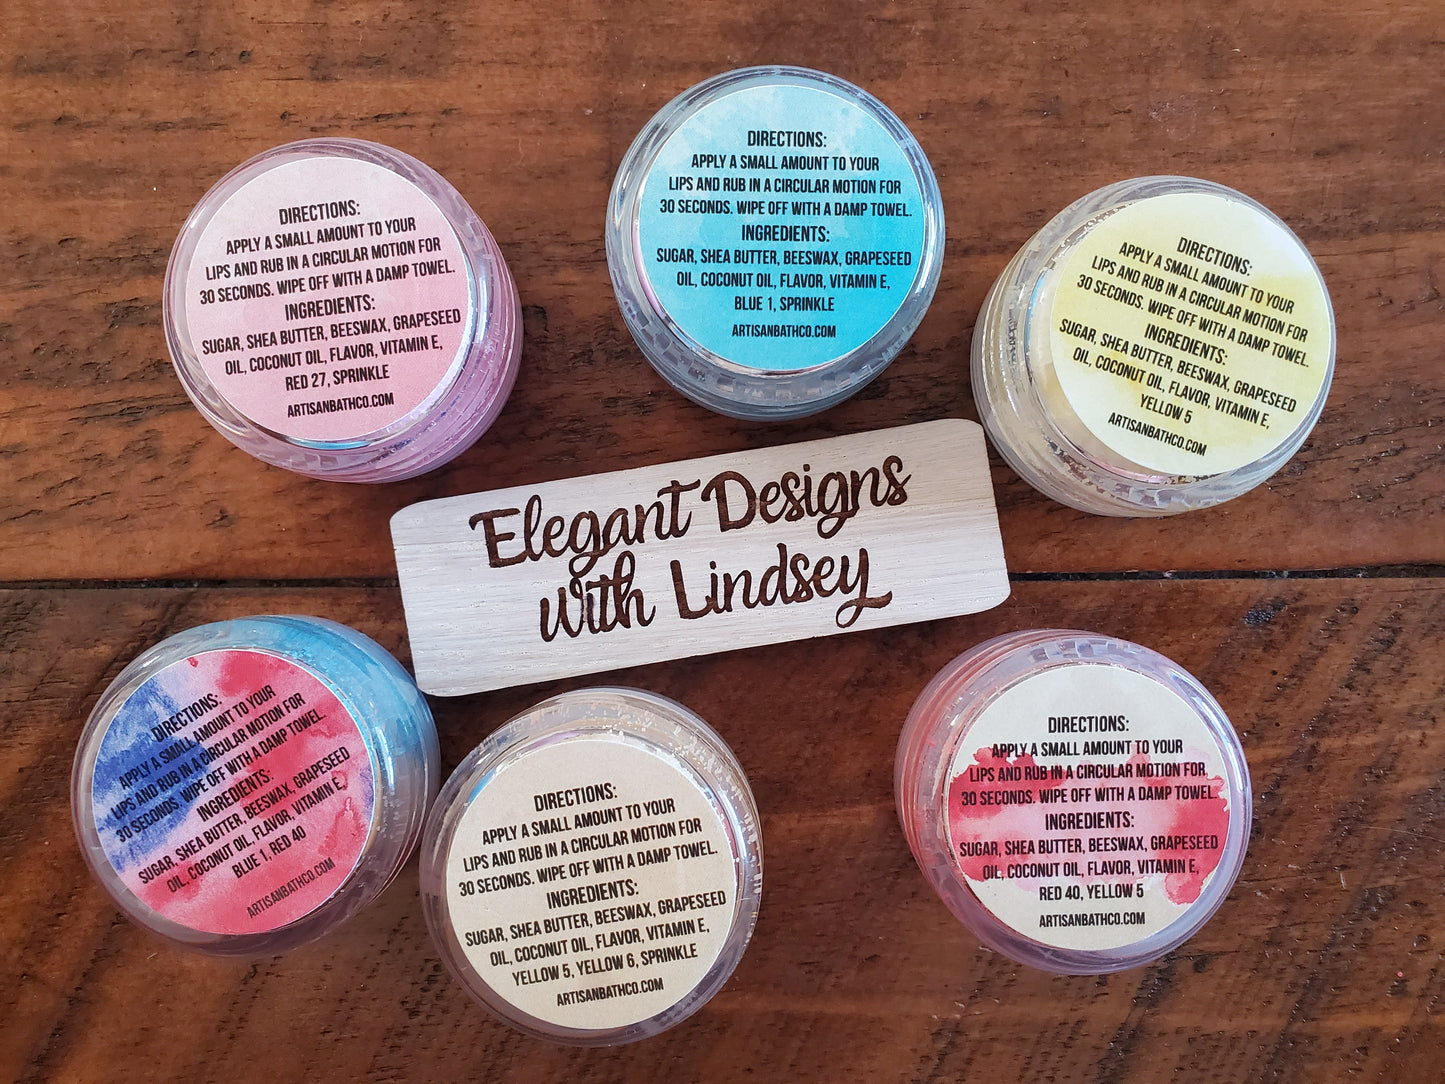 DIRECTIONS:
APPLY A SMALL AMOUNT TO YOUR
LIPS AND RUB IN A CIRCULAR MOTION FOR
30 SECONDS. WIPE OFF WITH A DAMP TOWEL.
INGREDIENTS:
SUGAR, SHEA BUTTER, BEESWAX, GRAPESEED
OIL, COCONUT OIL, FLAVOR, VITAMIN E,
RED 27, SPRINKLE
ARTISANBATHCO.COM
DIRECTIONS:
APPLY A SMALL AMOUNT TO YOUR
LIPS AND RUB IN A CIRCULAR MOTION FOR
30 SECONDS. WIPE OFF WITH A DAMP TOWEL.
INGREDIENTS:
SUGAR, SHEA BUTTER, BEESWAX, GRAPESEED
OIL, COCONUT OIL, FLAVOR, VITAMIN E,
BLUE 1, SPRINKLE
ARTISANBATHCO.COM
DIRECTIONS:
APPLY A SMALL AMOUNT TO YOUR
LIPS AND RUB IN A CIRCULAR MOTION FOR
30 SECONDS. WIPE OFF WITH A DAMP TOWEL.
INGREDIENTS:
SUGAR, SHEA BUTTER, BEESWAX, GRAPESEED
OIL, COCONUT OIL, FLAVOR, VITAMIN E,
YELLOW 5
ARTISANBATHCO.COM
Elegant Designs
with Lindsey
DIRECTIONS:
APPLY A SMALL AMOUNT TO YOUR
LIPS AND RUB IN A CIRCULAR MOTION FOR
30 SECONDS. WIPE OFF WITH A DAMP TOWEL.
INGREDIENTS:
SUGAR, SHEA BUTTER, BEESWAX, GRAPESEED
OIL, COCONUT OIL, FLAVOR, VITAMIN E,
BLUE 1, RED 40
ARTISANBATHCO.COM
DIRECTIONS:
APPLY A SMALL AMOUNT TO YOUR
LIPS AND RUB IN A CIRCULAR MOTION FOR
30 SECONDS. WIPE OFF WITH A DAMP TOWEL.
INGREDIENTS:
SUGAR, SHEA BUTTER, BEESWAX, GRAPESEED
OIL, COCONUT OIL, FLAVOR, VITAMIN E,
YELLOW 5, YELLOW 6, SPRINKLE
ARTISANBATHCO.COM
DIRECTIONS:
APPLY A SMALL AMOUNT TO YOUR
LIPS AND RUB IN A CIRCULAR MOTION FOR
30 SECONDS. WIPE OFF WITH A DAMP TOWEL.
INGREDIENTS:
SUGAR, SHEA BUTTER, BEESWAX, GRAPESEED
OIL, COCONUT OIL, FLAVOR, VITAMIN E,
RED 40, YELLOW 5
ARTISANBATHCO.COM